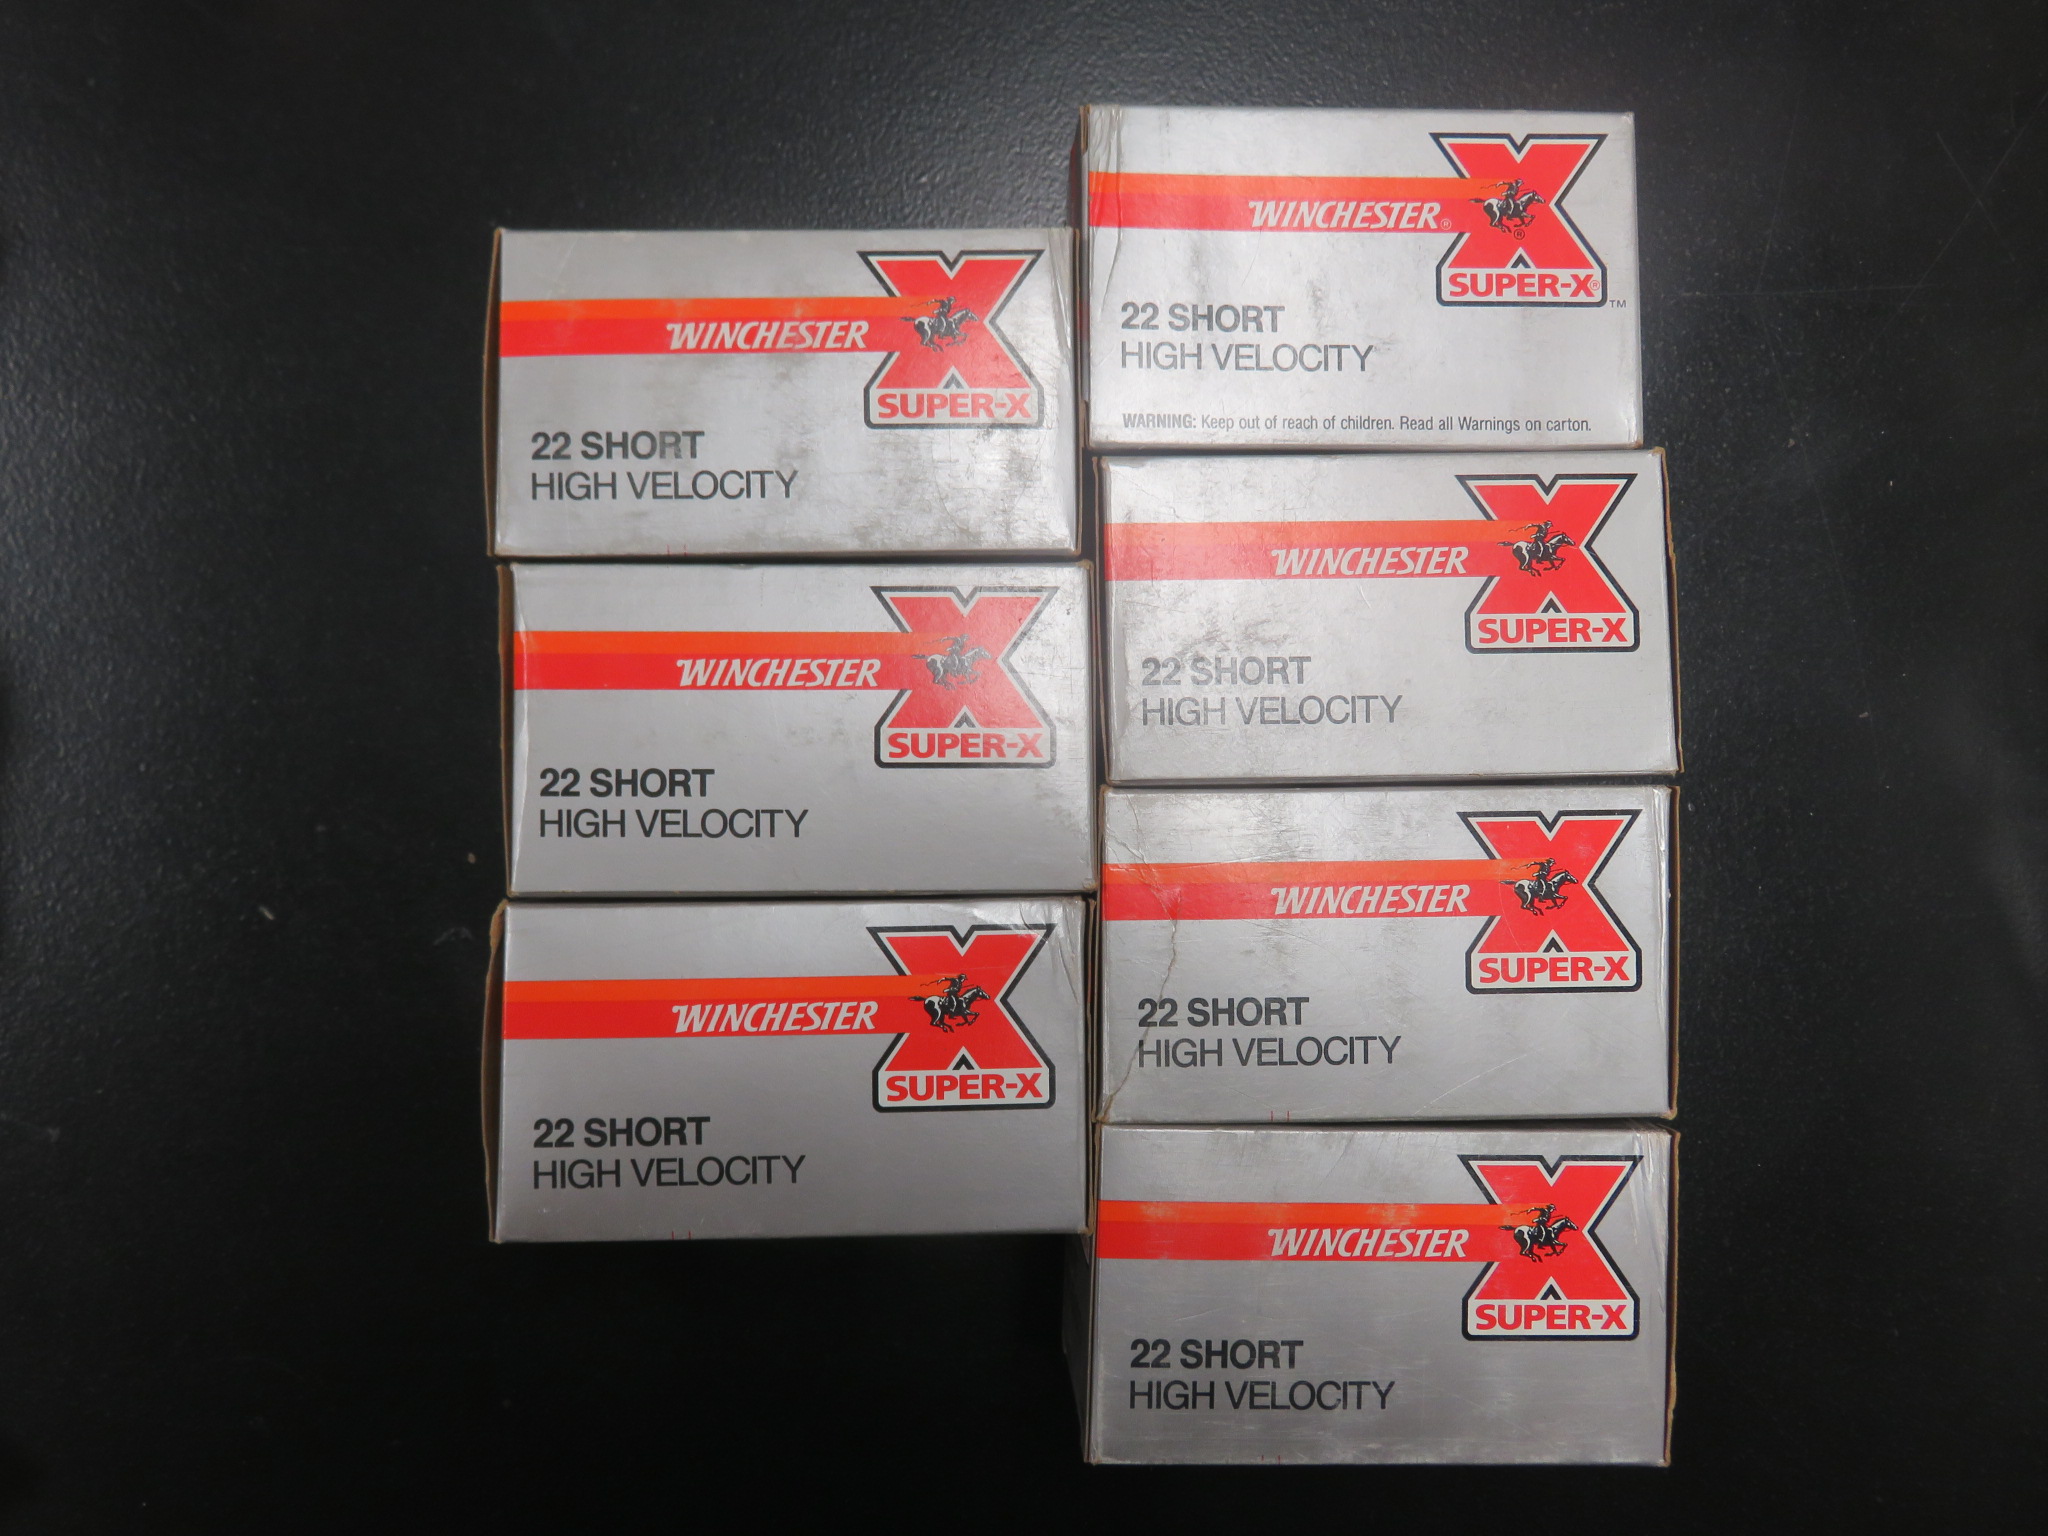 WINCHESTER
SUPER-X
22 SHORT
HIGH VELOCITY
WINCHESTER
SUPER-X
22 SHORT
HIGH VELOCITY
WINCHESTER
SUPER-X
22 SHORT
HIGH VELOCITY
WINCHESTER®
®
SUPER-X®
™
22 SHORT
HIGH VELOCITY
WARNING: Keep out of reach of children. Read all Warnings on carton.
WINCHESTER
SUPER-X
22 SHORT
HIGH VELOCITY
WINCHESTER
SUPER-X
22 SHORT
HIGH VELOCITY
WINCHESTER
SUPER-X
22 SHORT
HIGH VELOCITY